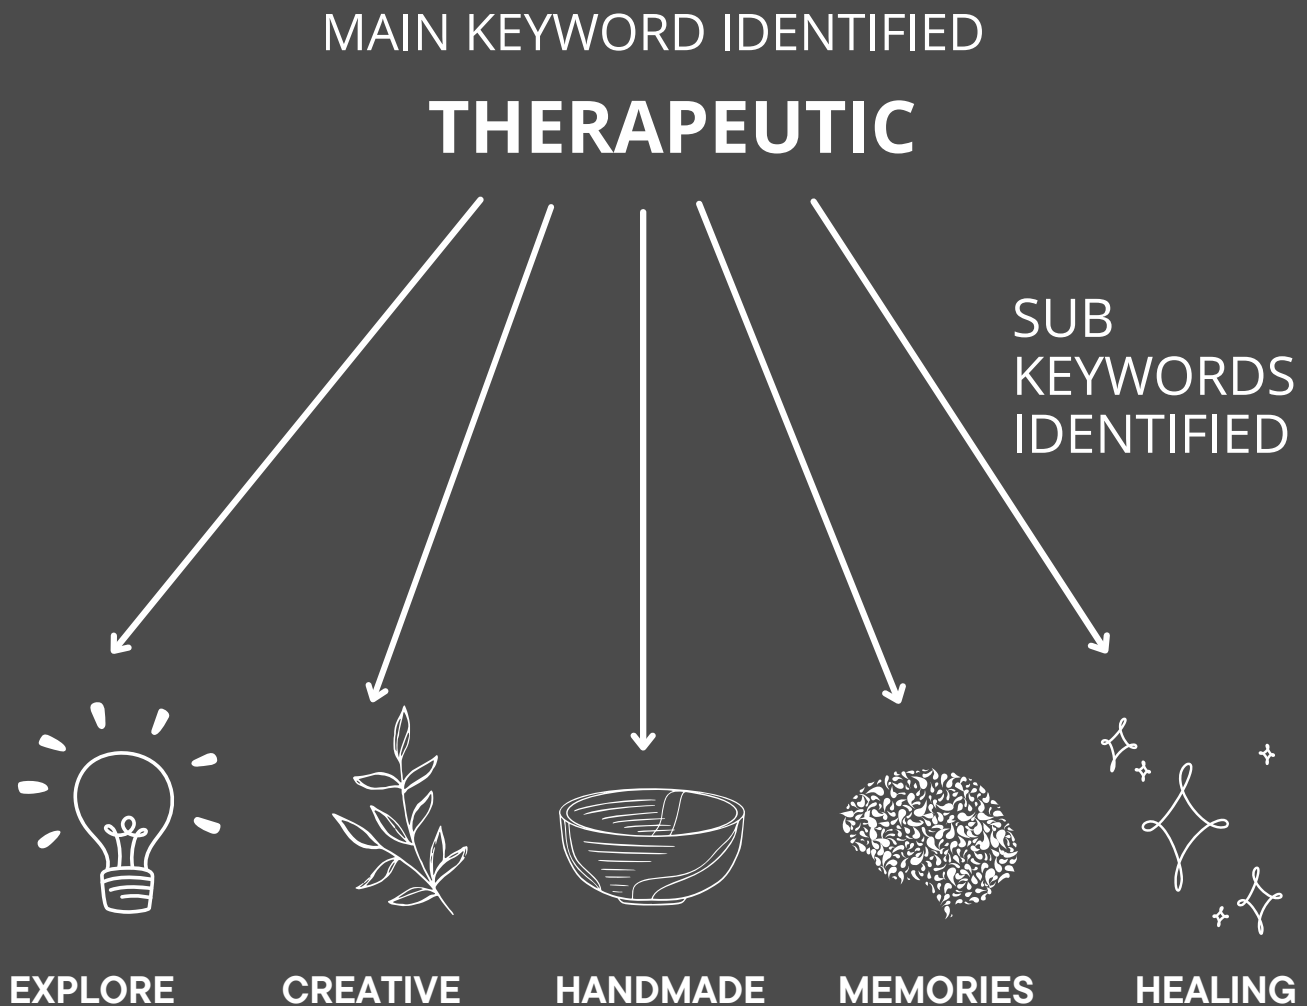 MAIN KEYWORD IDENTIFIED
THERAPEUTIC
SUB
KEYWORDS
IDENTIFIED
EXPLORE
CREATIVE
HANDMADE
MEMORIES
HEALING